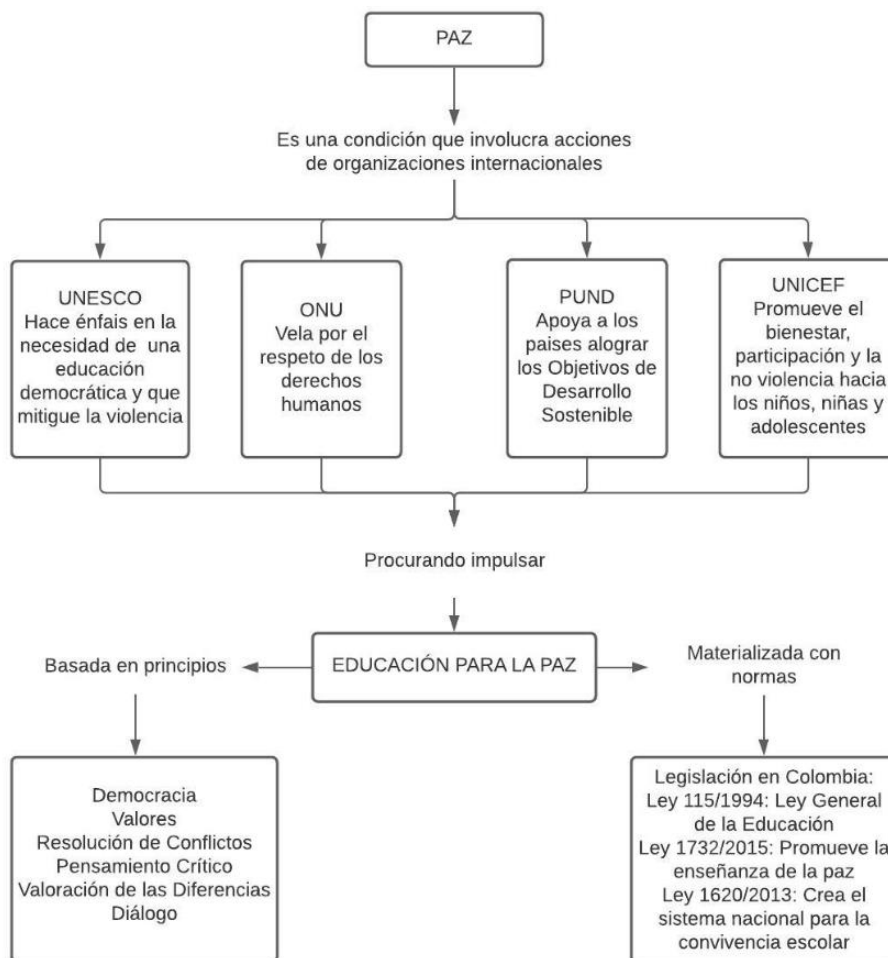 PAZ
Es una condición que involucra acciones
de organizaciones internacionales
UNESCO
Hace énfais en la
necesidad de una
educación
democrática y que
mitigue la violencia
ONU
Vela por el
respeto de los
derechos
humanos
PUND
Apoya a los
paises alograr
los Objetivos de
Desarrollo
Sostenible
UNICEF
Promueve el
bienestar,
participación y la
no violencia hacia
los niños, niñas y
adolescentes
Procurando impulsar
EDUCACIÓN PARA LA PAZ
Basada en principios
Materializada con
normas
Democracia
Valores
Resolución de Conflictos
Pensamiento Crítico
Valoración de las Diferencias
Diálogo
Legislación en Colombia:
Ley 115/1994: Ley General
de la Educación
Ley 1732/2015: Promueve la
enseñanza de la paz
Ley 1620/2013: Crea el
sistema nacional para la
convivencia escolar